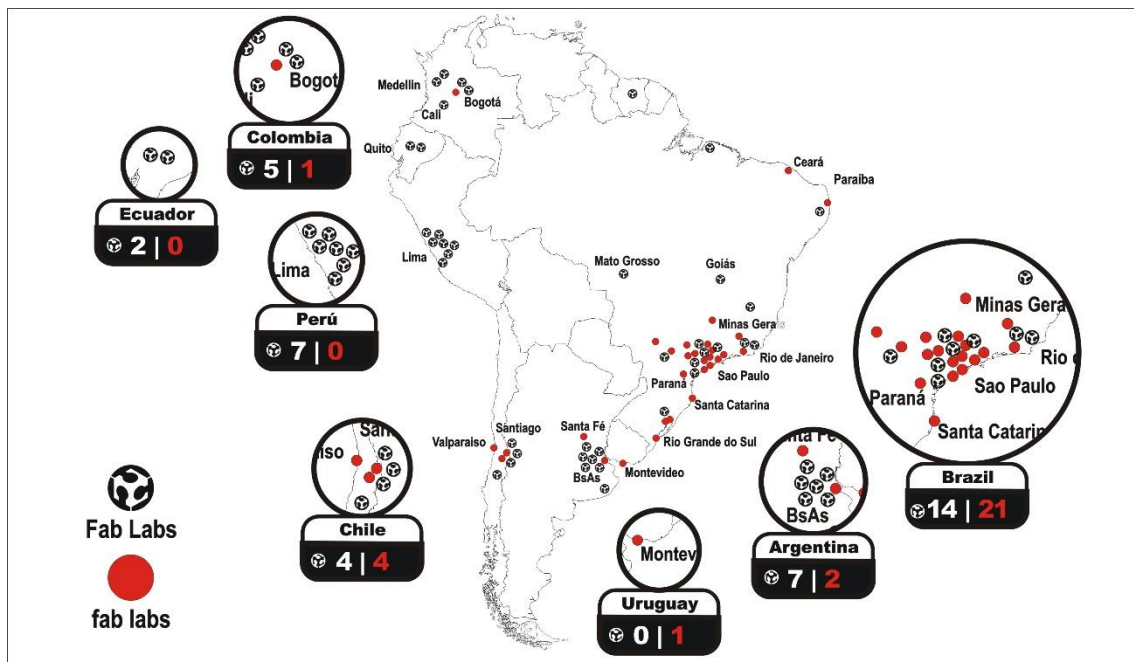 Bogot
li
Colombia
5 | 1
Ecuador
2 | 0
Lima
Perú
7 | 0
Medellin
Bogotá
Cali
Quito
Lima
Ceará
Paraíba
Mato Grosso
Goiás
Minas Gerais
Rio de Janeiro
Sao Paulo
Paraná
Santa Catarina
Rio Grande do Sul
Santa Fé
Santiago
Valparaiso
BsAs
Montevideo
Minas Gera
Rio d
Sao Paulo
Paraná
Santa Catarin
Brazil
14 | 21
San
iso
Chile
4 | 4
nta Fé
BsAs
Argentina
7 | 2
Montev
Uruguay
0 | 1
Fab Labs
fab labs